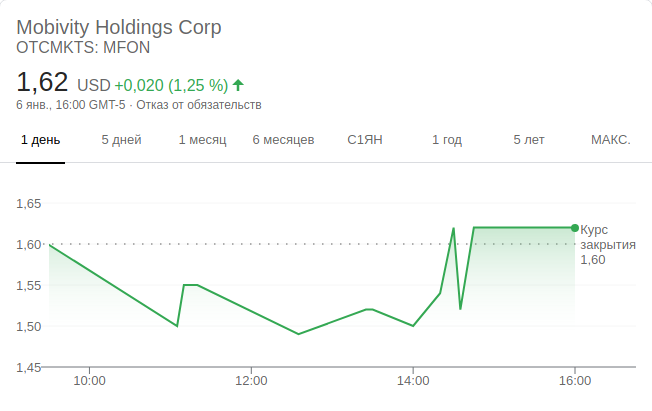 Mobivity Holdings Corp
OTCMKTS: MFON
1,62 USD +0,020 (1,25 %)
6 янв., 16:00 GMT-5 · Отказ от обязательств
1 день 5 дней 1 месяц 6 месяцев С1ЯН 1 год 5 лет МАКС.
1,65
1,60
1,55
1,50
1,45
Курс
закрытия
1,60
10:00 12:00 14:00 16:00